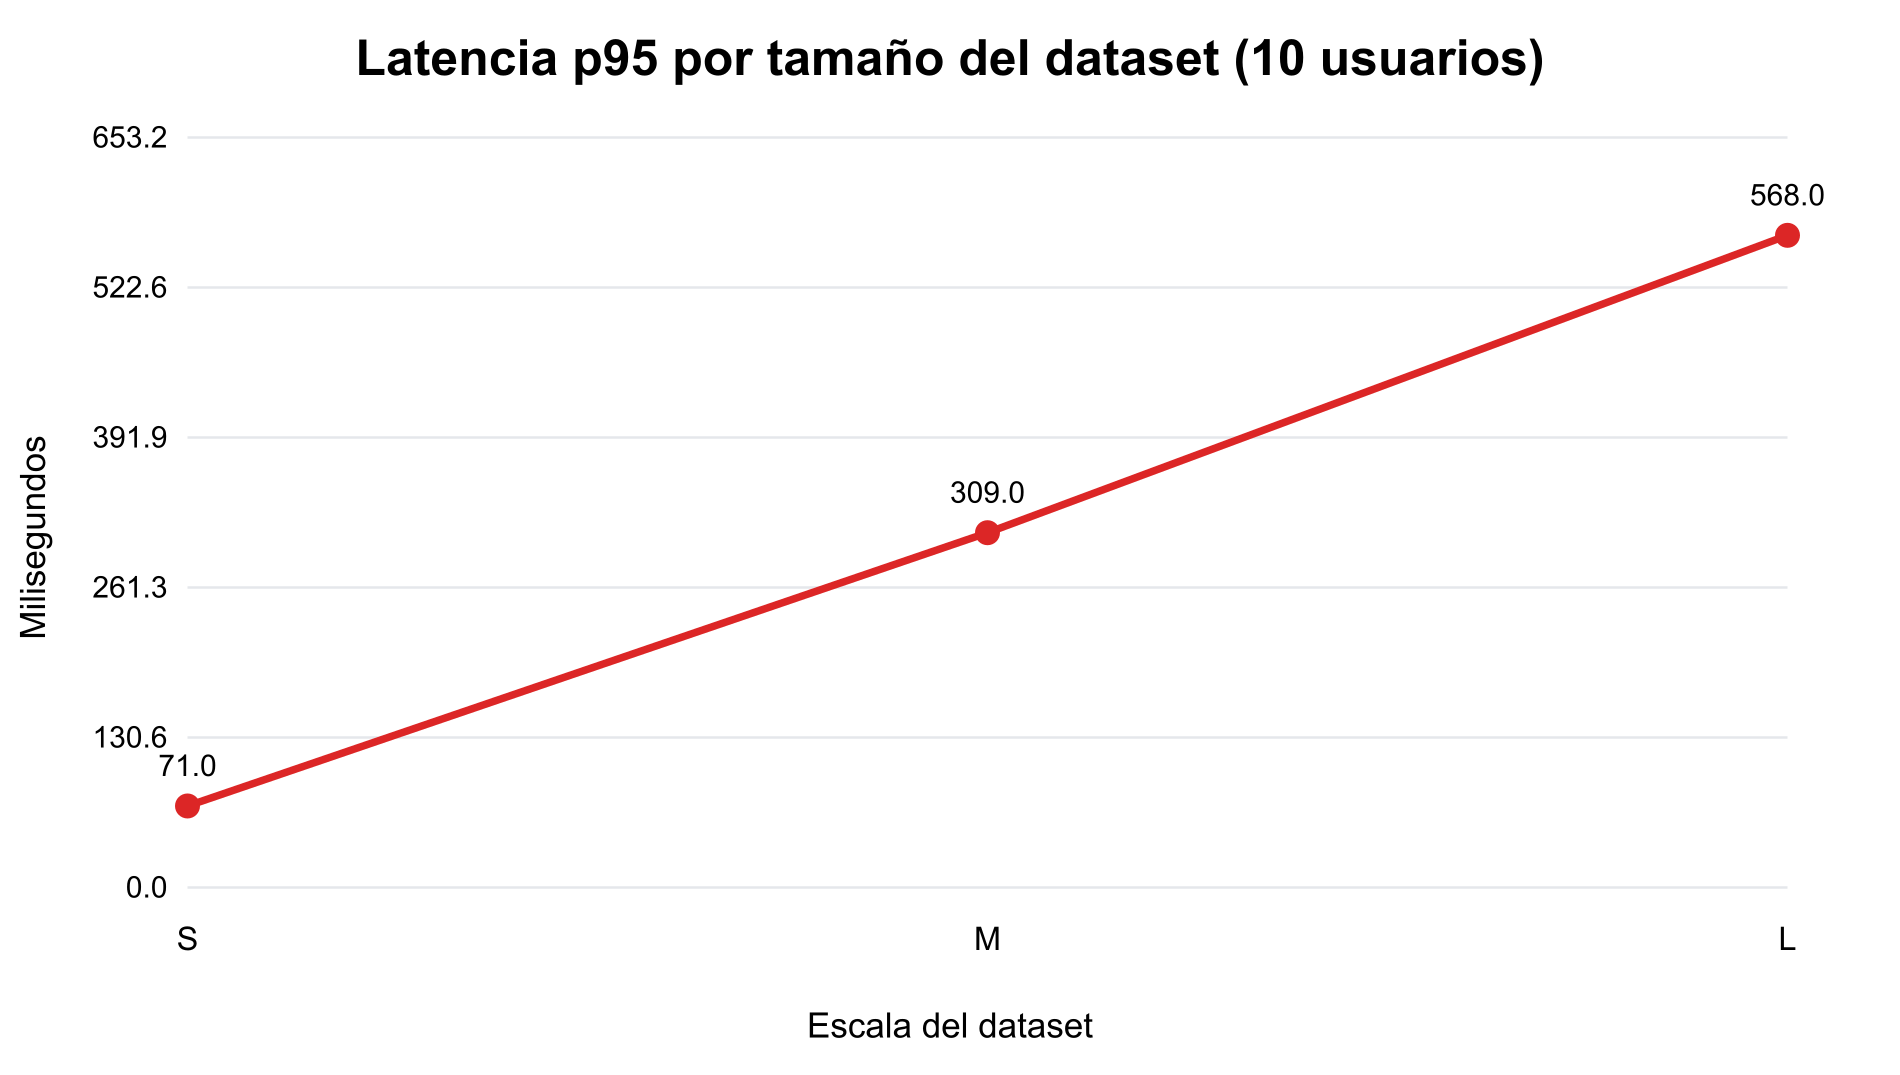 Latencia p95 por tamaño del dataset (10 usuarios)
653.2
568.0
522.6
391.9
309.0
261.3
130.6
71.0
0.0
Milisegundos
S M L
Escala del dataset